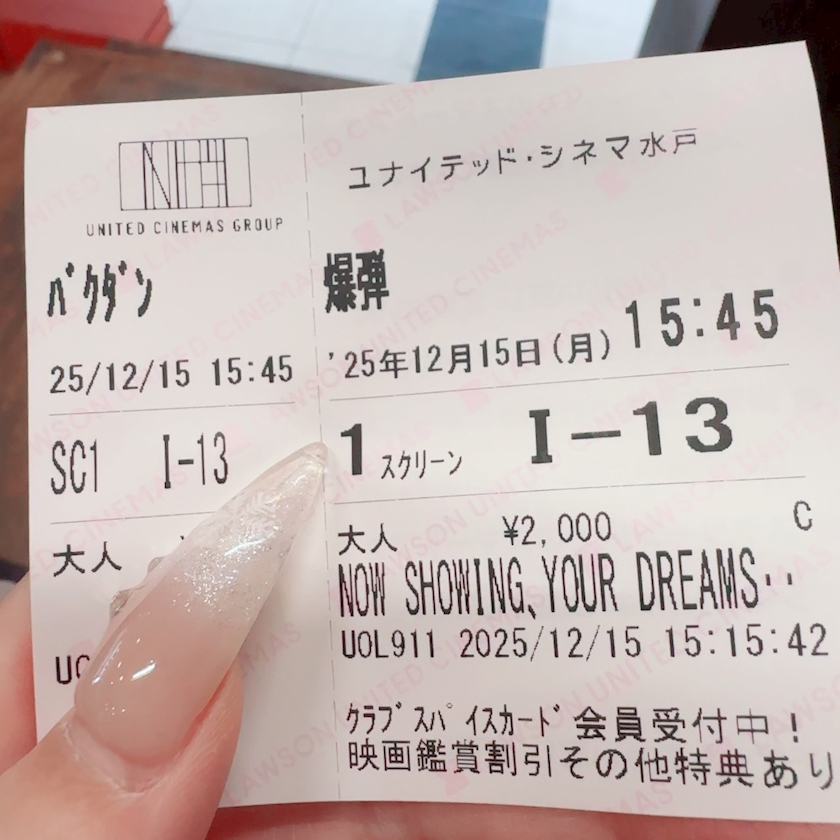 UNITED CINEMAS GROUP
バクダン
25/12/15 15:45
SC1 I-13
大人
ユナイテッド・シネマ水戸
爆弾
'25年12月15日(月) 15:45
1スクリーン I-13
大人 ¥2,000 C
NOW SHOWING、YOUR DREAMS‥
UOL911 2025/12/15 15:15:42
クラブスパイスカード会員受付中!
映画鑑賞割引その他特典あり
LAWSON UNITED CINEMAS